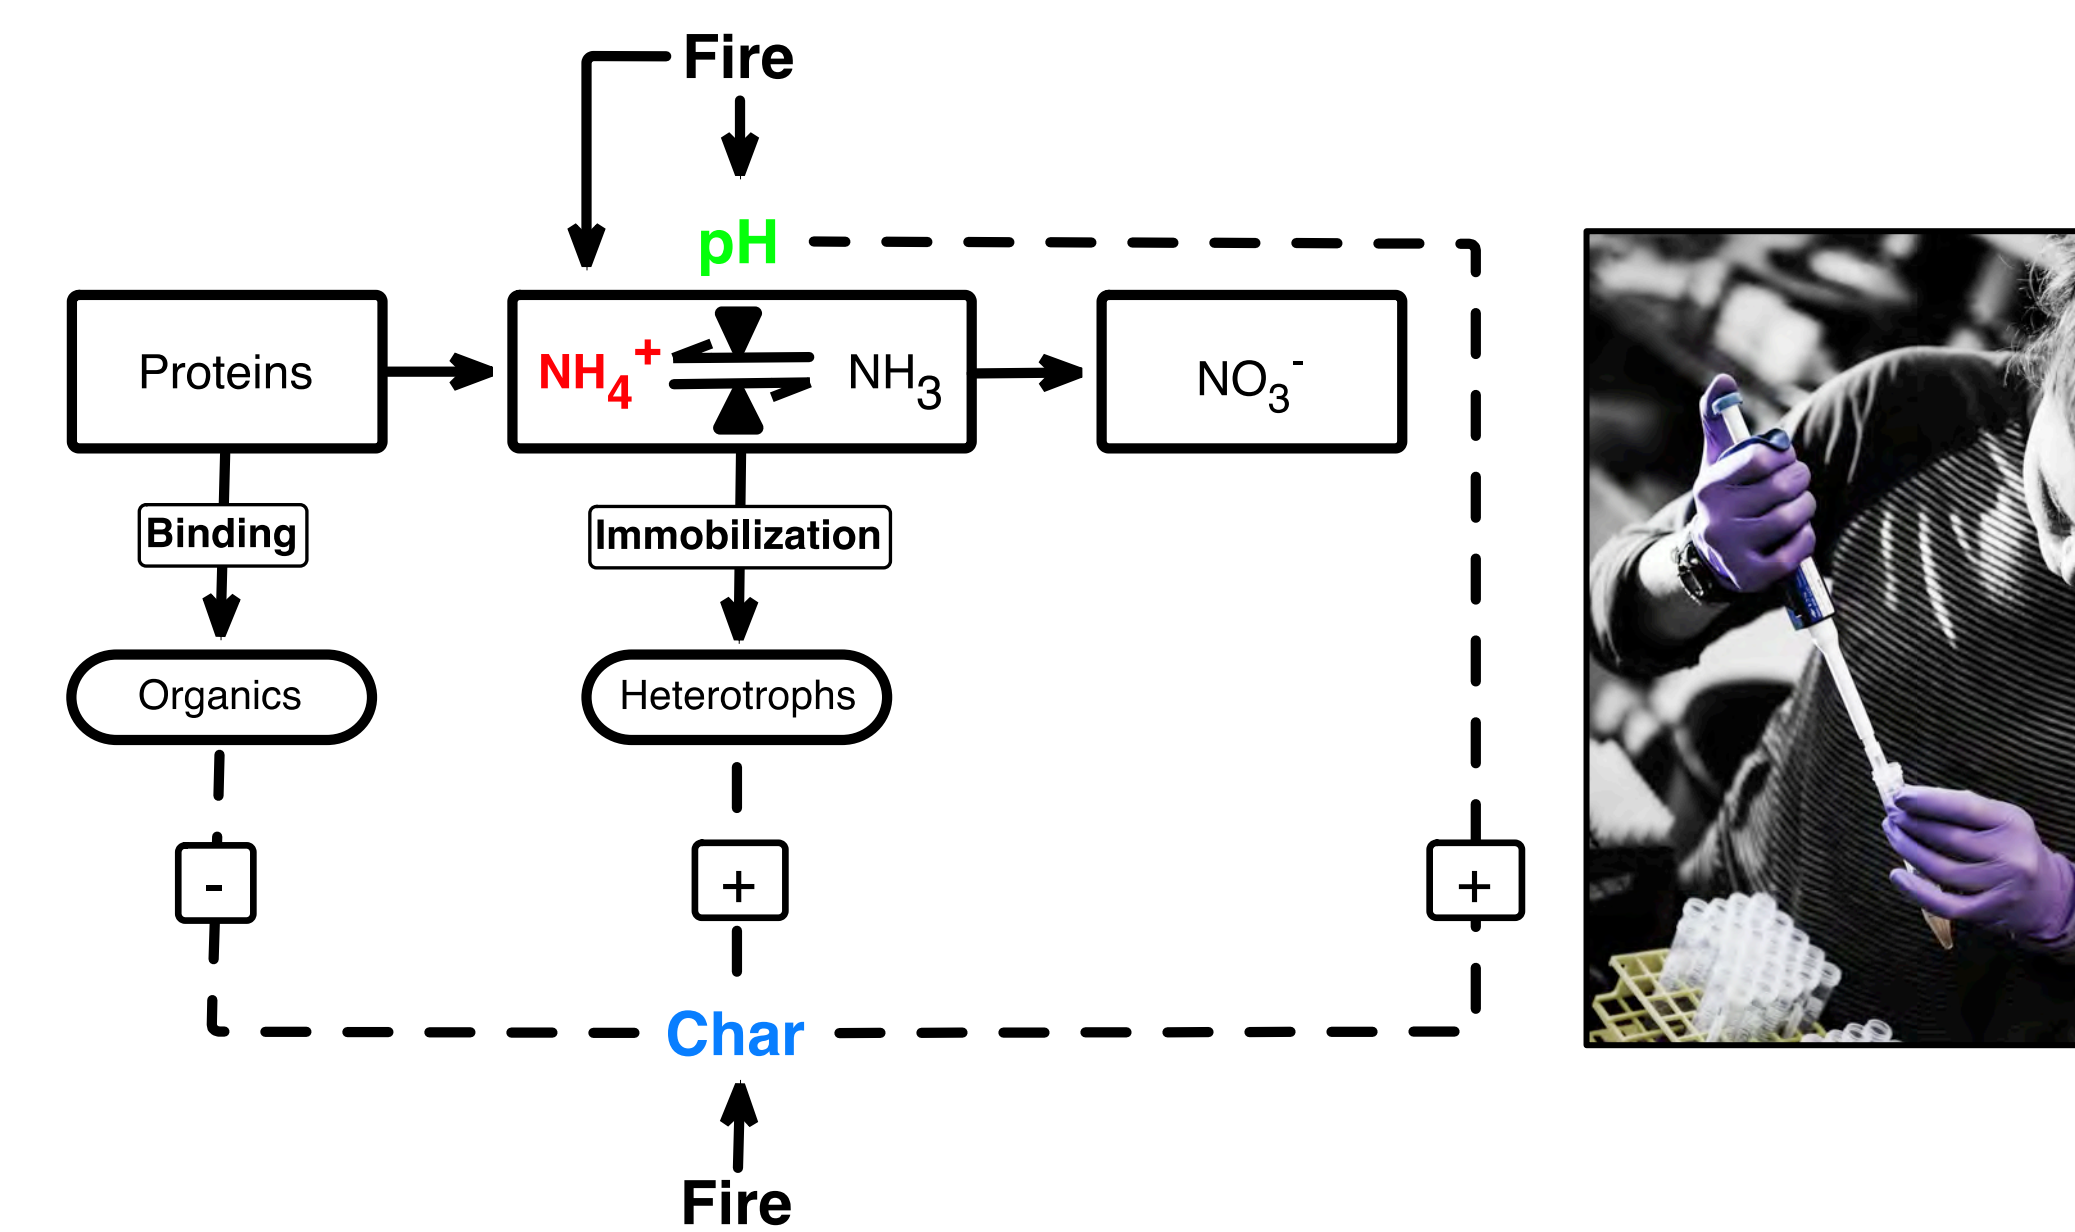 Fire
pH
Proteins
NH4+
NH3
NO3-
Binding
Immobilization
Organics
Heterotrophs
-
+
+
Char
Fire